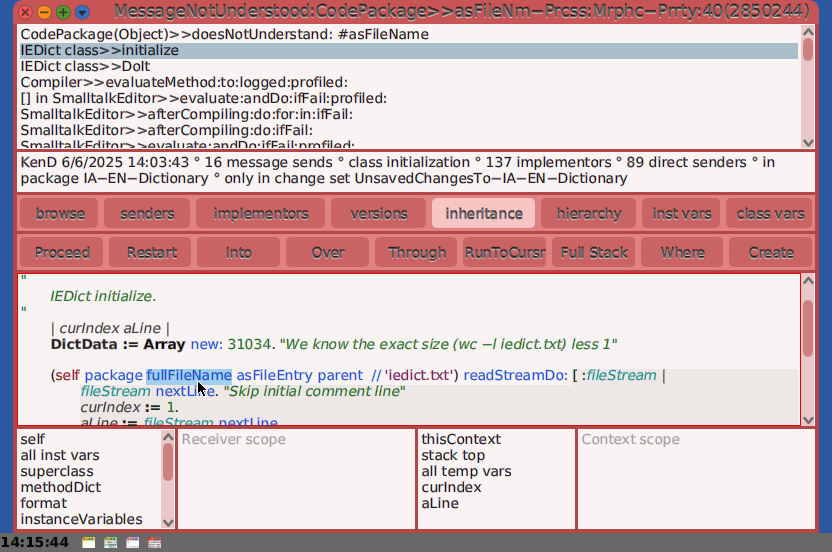 MessageNotUnderstood:CodePackage>>asFileNm−Prcss:Mrphc−Prrty:40(2850244)
CodePackage(Object)>>doesNotUnderstand: #asFileName
IEDict class>>initialize
IEDict class>>DoIt
Compiler>>evaluateMethod:to:logged:profiled:
[] in SmalltalkEditor>>evaluate:andDo:ifFail:profiled:
SmalltalkEditor>>afterCompiling:do:for:in:ifFail:
SmalltalkEditor>>afterCompiling:do:ifFail:
SmalltalkEditor>>evaluate:andDo:ifFail:profiled:
KenD 6/6/2025 14:03:43 ° 16 message sends ° class initialization ° 137 implementors ° 89 direct senders ° in
package IA−EN−Dictionary ° only in change set UnsavedChangesTo−IA−EN−Dictionary
browse senders implementors versions inheritance hierarchy inst vars class vars
Proceed Restart Into Over Through RunToCursr Full Stack Where Create
"
IEDict initialize.
"
| curIndex aLine |
DictData := Array new: 31034. "We know the exact size (wc −l iedict.txt) less 1"
(self package fullFileName asFileEntry parent // 'iedict.txt') readStreamDo: [ :fileStream |
fileStream nextLine. "Skip initial comment line"
curIndex := 1.
aLine := fileStream nextLine.
self
all inst vars
superclass
methodDict
format
instanceVariables
Receiver scope
thisContext
stack top
all temp vars
curIndex
aLine
Context scope
14:15:44